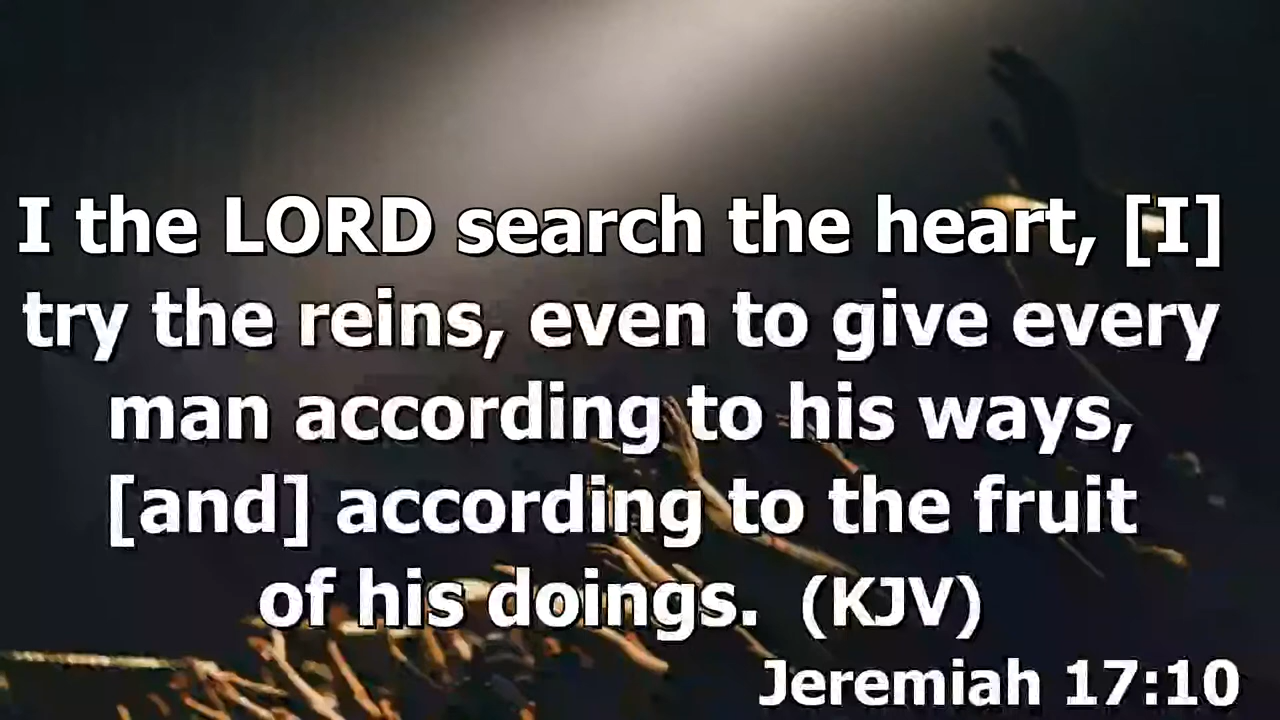 I the LORD search the heart, [I]
try the reins, even to give every
man according to his ways,
[and] according to the fruit
of his doings. (KJV)
Jeremiah 17:10